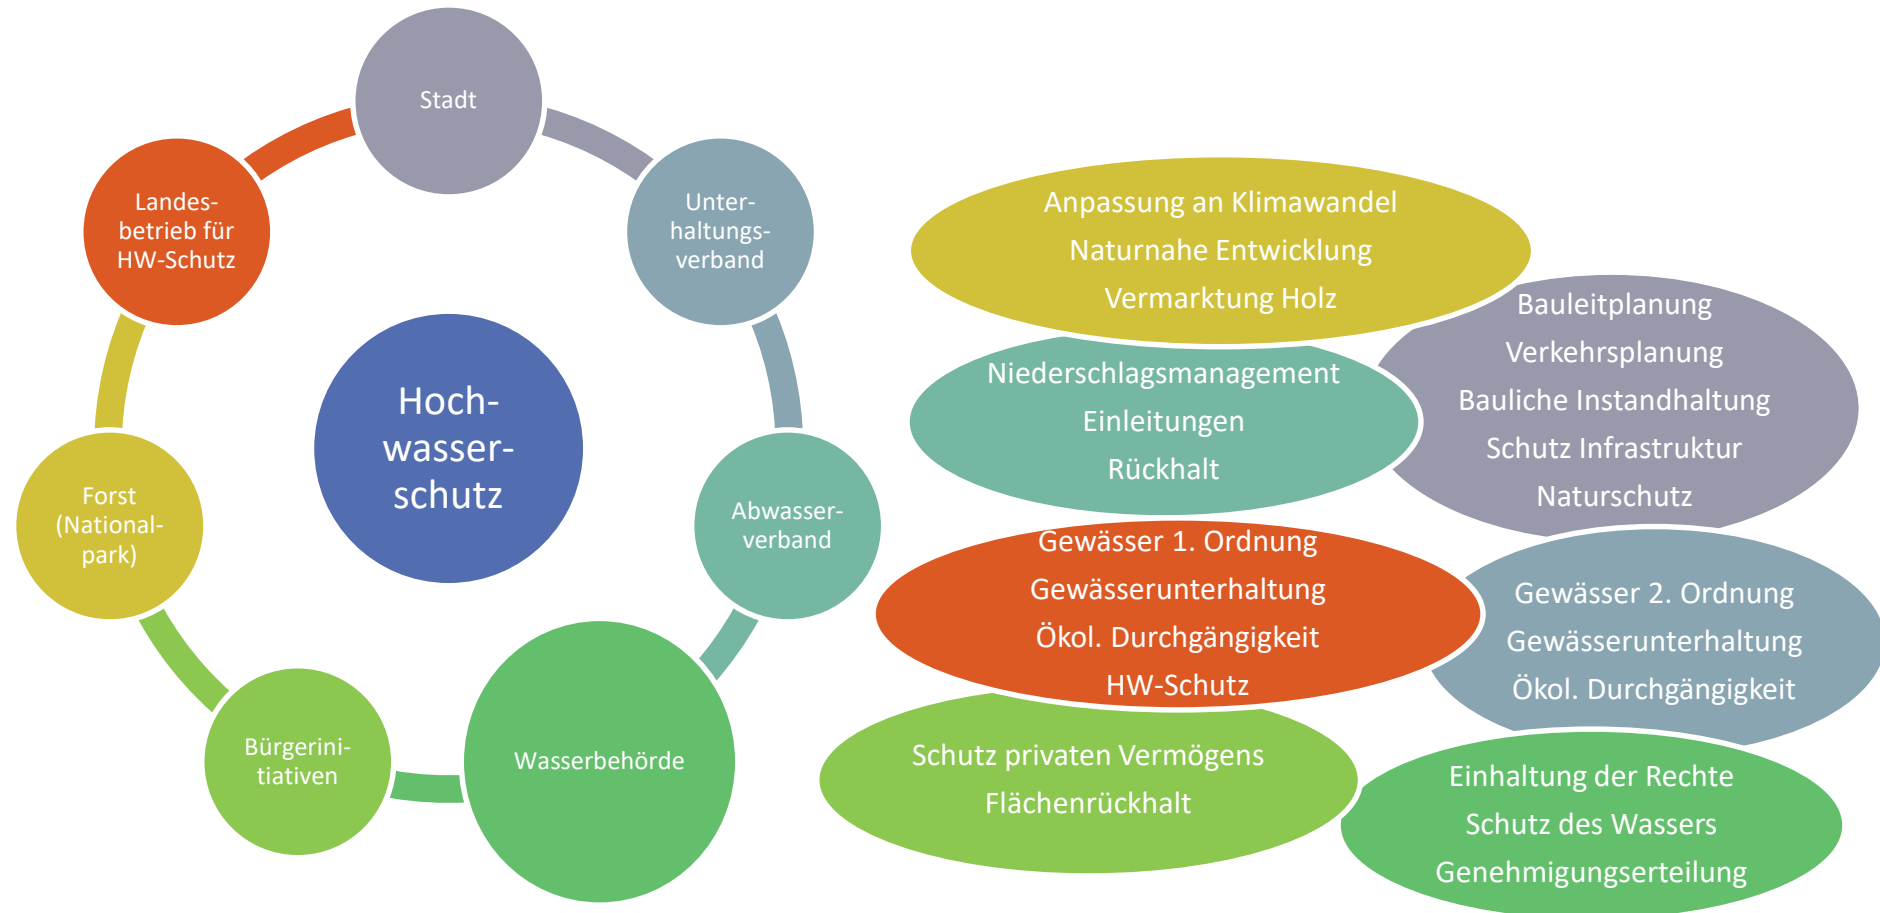 Stadt
Unter-
haltungs-
verband
Abwasser-
verband
Wasserbehörde
Bürgerini-
tiativen
Forst
(National-
park)
Landes-
betrieb für
HW-Schutz
Hoch-
wasser-
schutz
Anpassung an Klimawandel
Naturnahe Entwicklung
Vermarktung Holz
Bauleitplanung
Verkehrsplanung
Bauliche Instandhaltung
Schutz Infrastruktur
Naturschutz
Niederschlagsmanagement
Einleitungen
Rückhalt
Gewässer 1. Ordnung
Gewässerunterhaltung
Ökol. Durchgängigkeit
HW-Schutz
Gewässer 2. Ordnung
Gewässerunterhaltung
Ökol. Durchgängigkeit
Schutz privaten Vermögens
Flächenrückhalt
Einhaltung der Rechte
Schutz des Wassers
Genehmigungserteilung